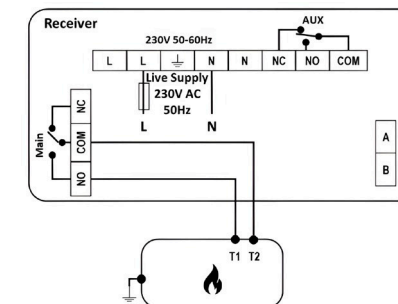 Receiver
AUX
230V 50-60Hz
L L N N NC NO COM
Live Supply
230V AC
50Hz
L N
Main
NC
COM
NO
A
B
T1 T2